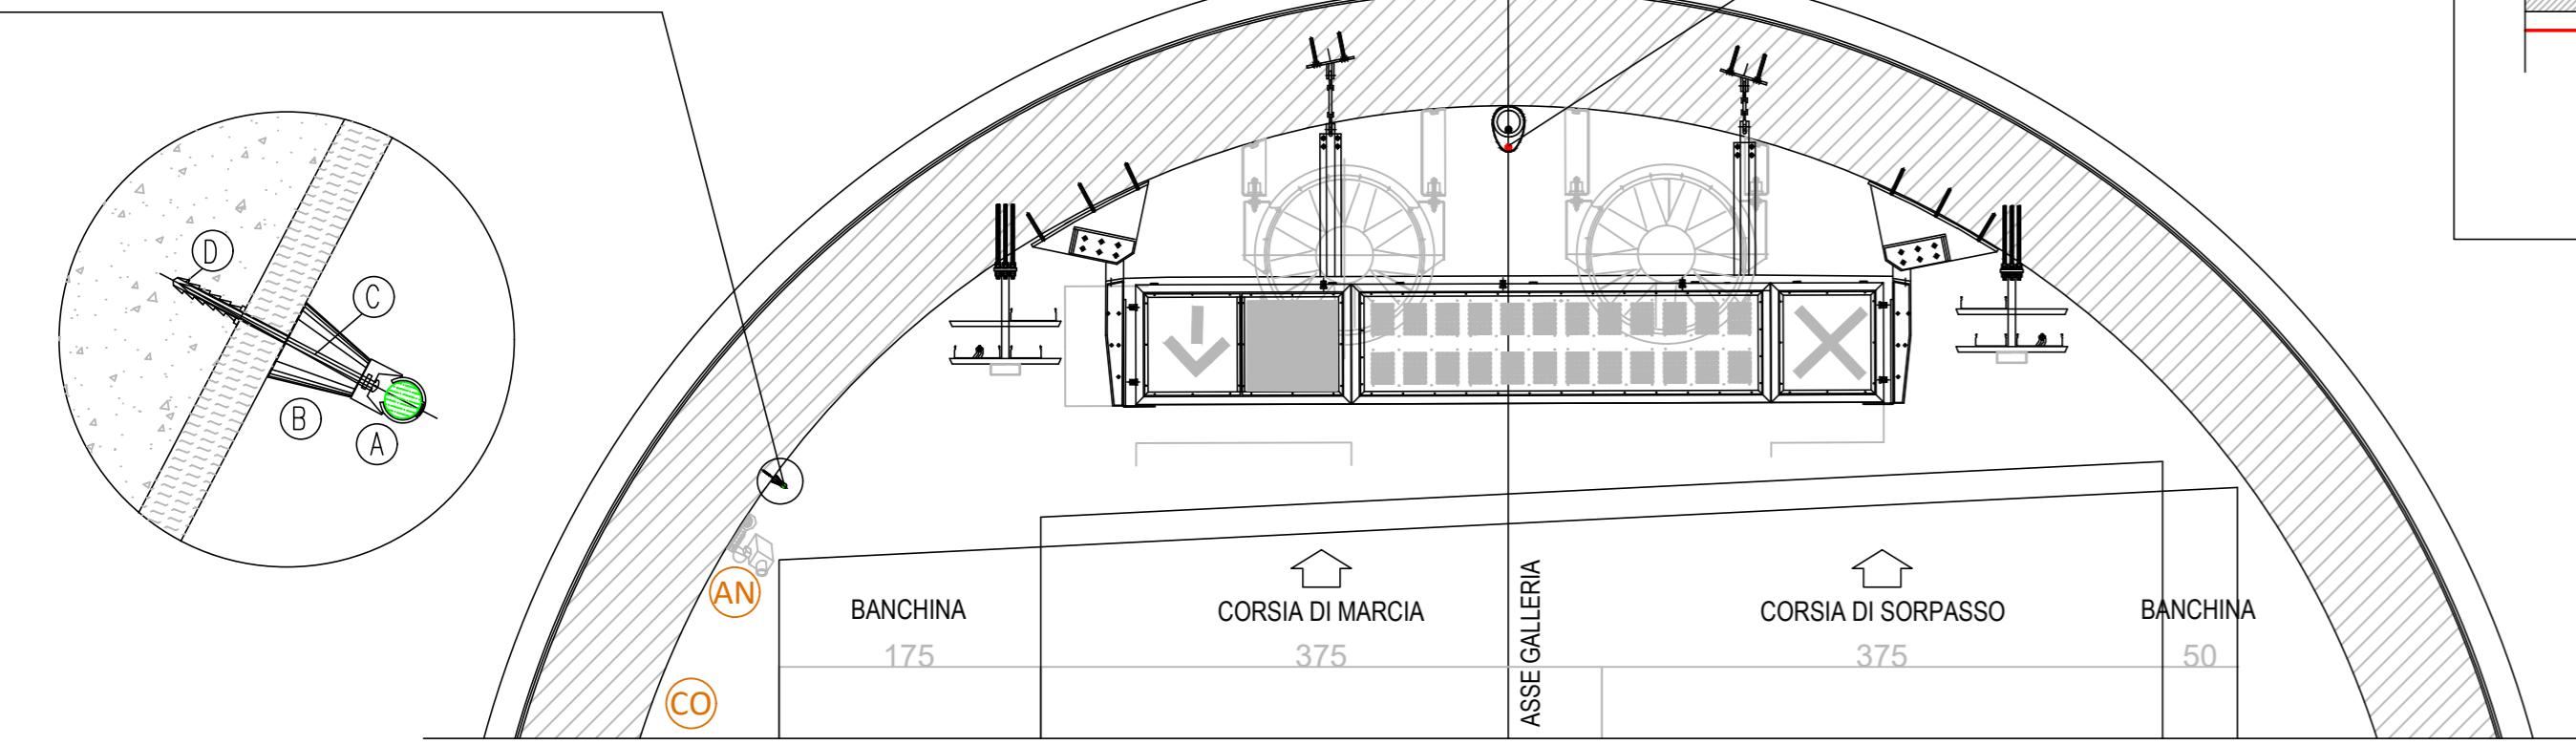 D
C
B
A
AN
CO
BANCHINA
CORSIA DI MARCIA
ASSE GALLERIA
CORSIA DI SORPASSO
BANCHINA
175
375
375
50